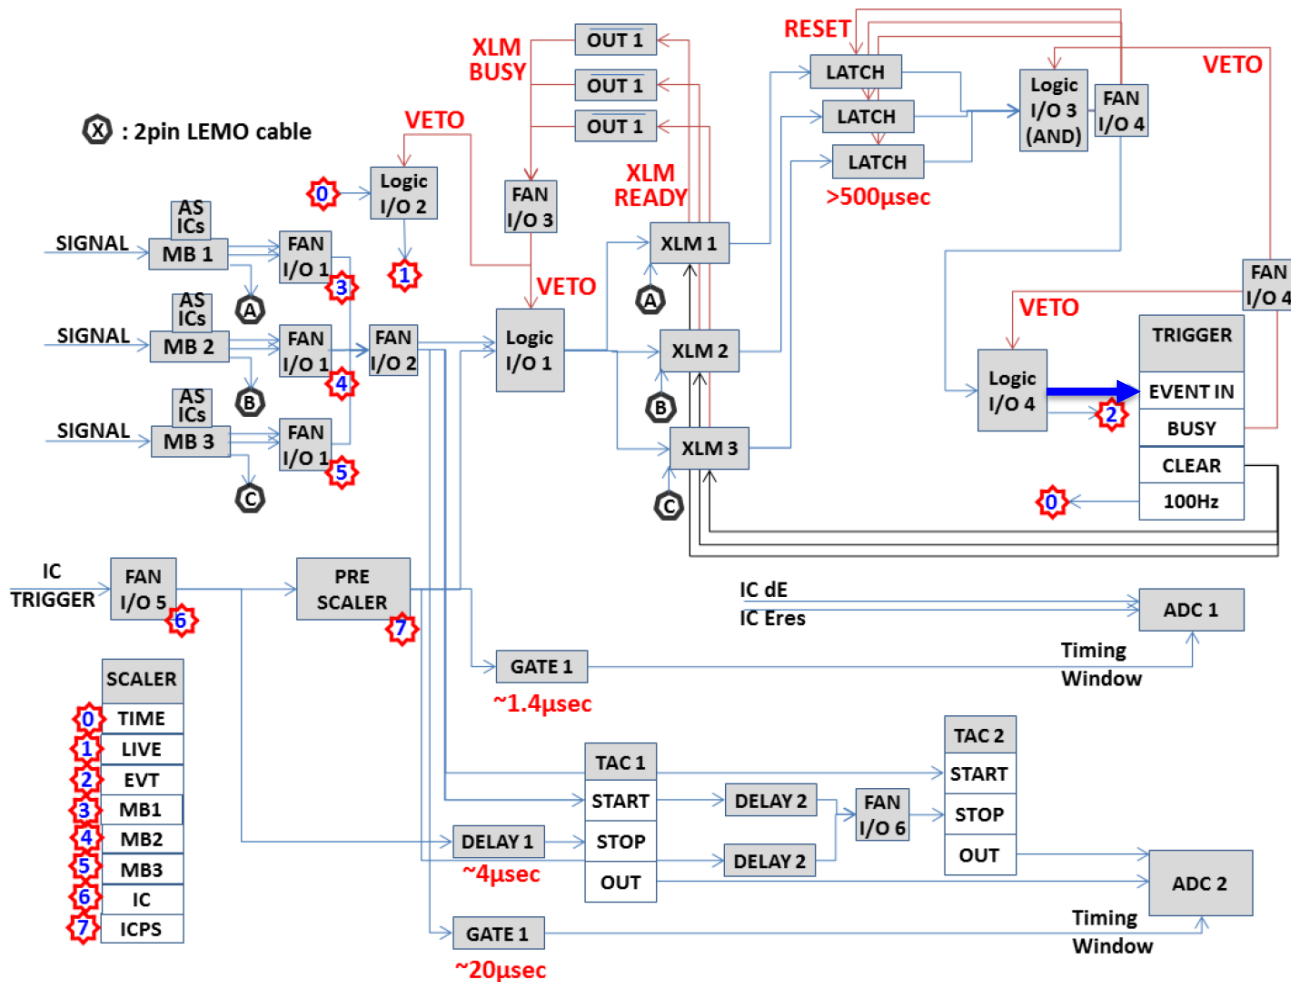 RESET
OUT 1
XLM
BUSY
OUT 1
OUT 1
LATCH
LATCH
LATCH
>500μsec
Logic
I/O 3
(AND)
FAN
I/O 4
VETO
X : 2pin LEMO cable
VETO
0
Logic
I/O 2
1
FAN
I/O 3
XLM
READY
VETO
SIGNAL
AS
ICs
MB 1
A
FAN
I/O 1
3
SIGNAL
AS
ICs
MB 2
B
FAN
I/O 1
4
FAN
I/O 2
SIGNAL
AS
ICs
MB 3
C
FAN
I/O 1
5
Logic
I/O 1
XLM 1
A
XLM 2
B
XLM 3
C
VETO
FAN
I/O 4
Logic
I/O 4
2
TRIGGER
EVENT IN
BUSY
CLEAR
100Hz
0
IC
TRIGGER
FAN
I/O 5
6
PRE
SCALER
7
IC dE
IC Eres
ADC 1
GATE 1
~1.4μsec
Timing
Window
SCALER
0 TIME
1 LIVE
2 EVT
3 MB1
4 MB2
5 MB3
6 IC
7 ICPS
TAC 1
START
STOP
OUT
DELAY 1
~4μsec
DELAY 2
DELAY 2
FAN
I/O 6
TAC 2
START
STOP
OUT
ADC 2
GATE 1
~20μsec
Timing
Window